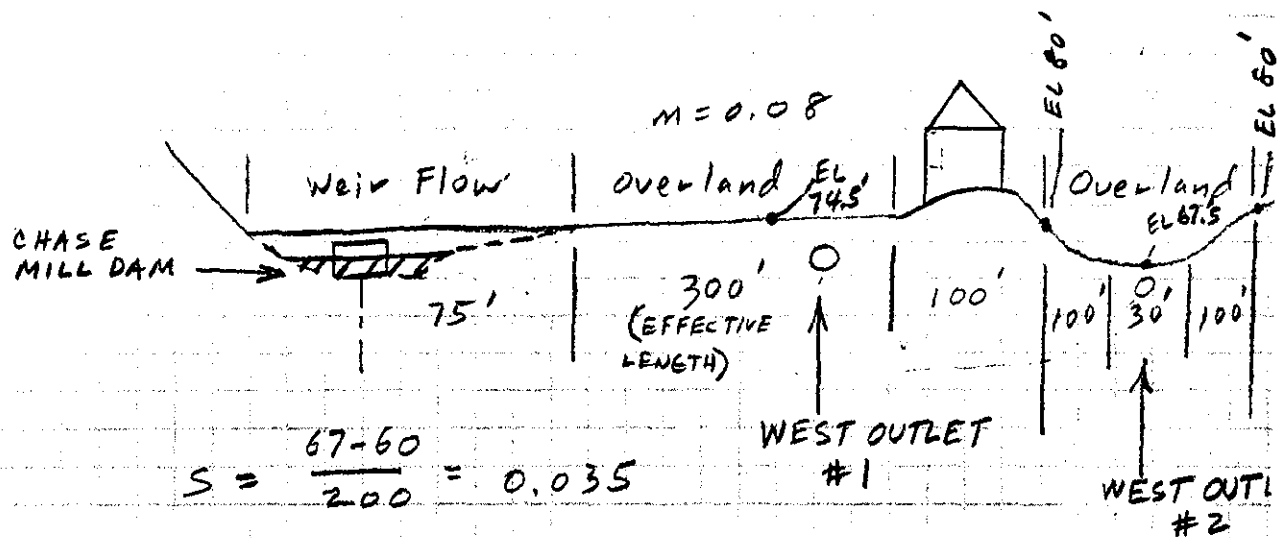 m = 0.08
EL 80'
EL 80'
Weir Flow
Overland
EL 74.5'
Overland
EL 67.5
CHASE MILL DAM
75'
300'
(EFFECTIVE LENGTH)
100'
100'
30'
100'
S = 67-60 / 200 = 0.035
WEST OUTLET #1
WEST OUTL
#2